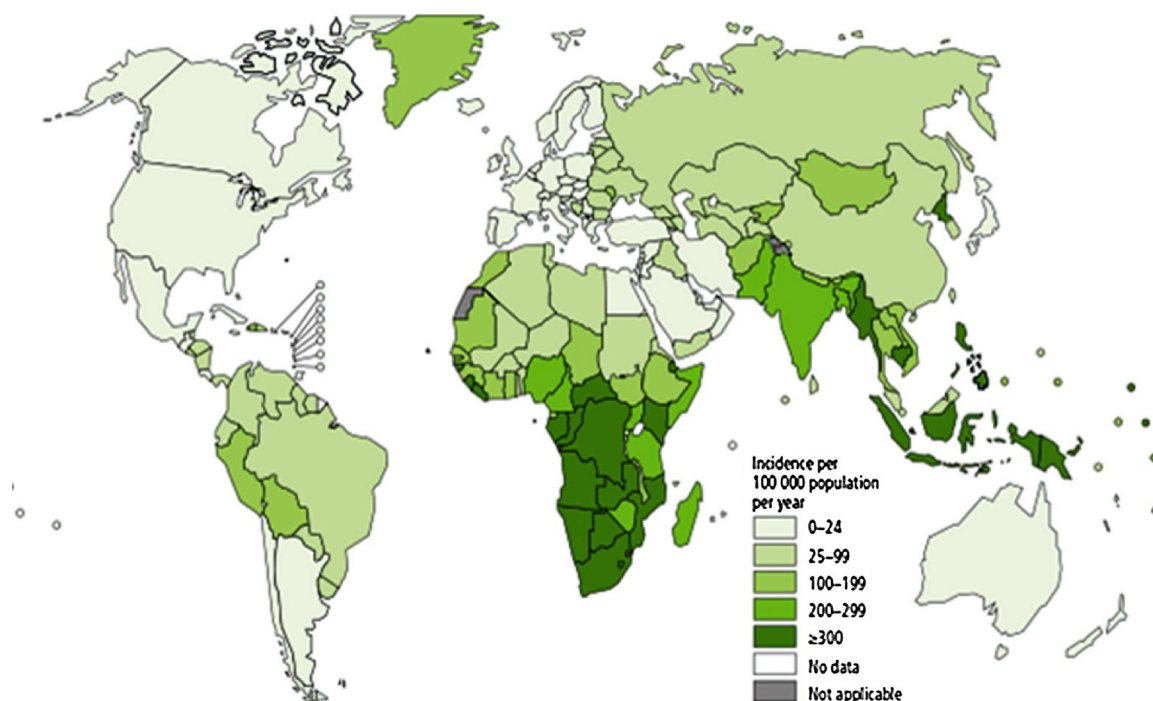 Incidence per
100 000 population
per year
0–24
25–99
100–199
200–299
≥300
No data
Not applicable